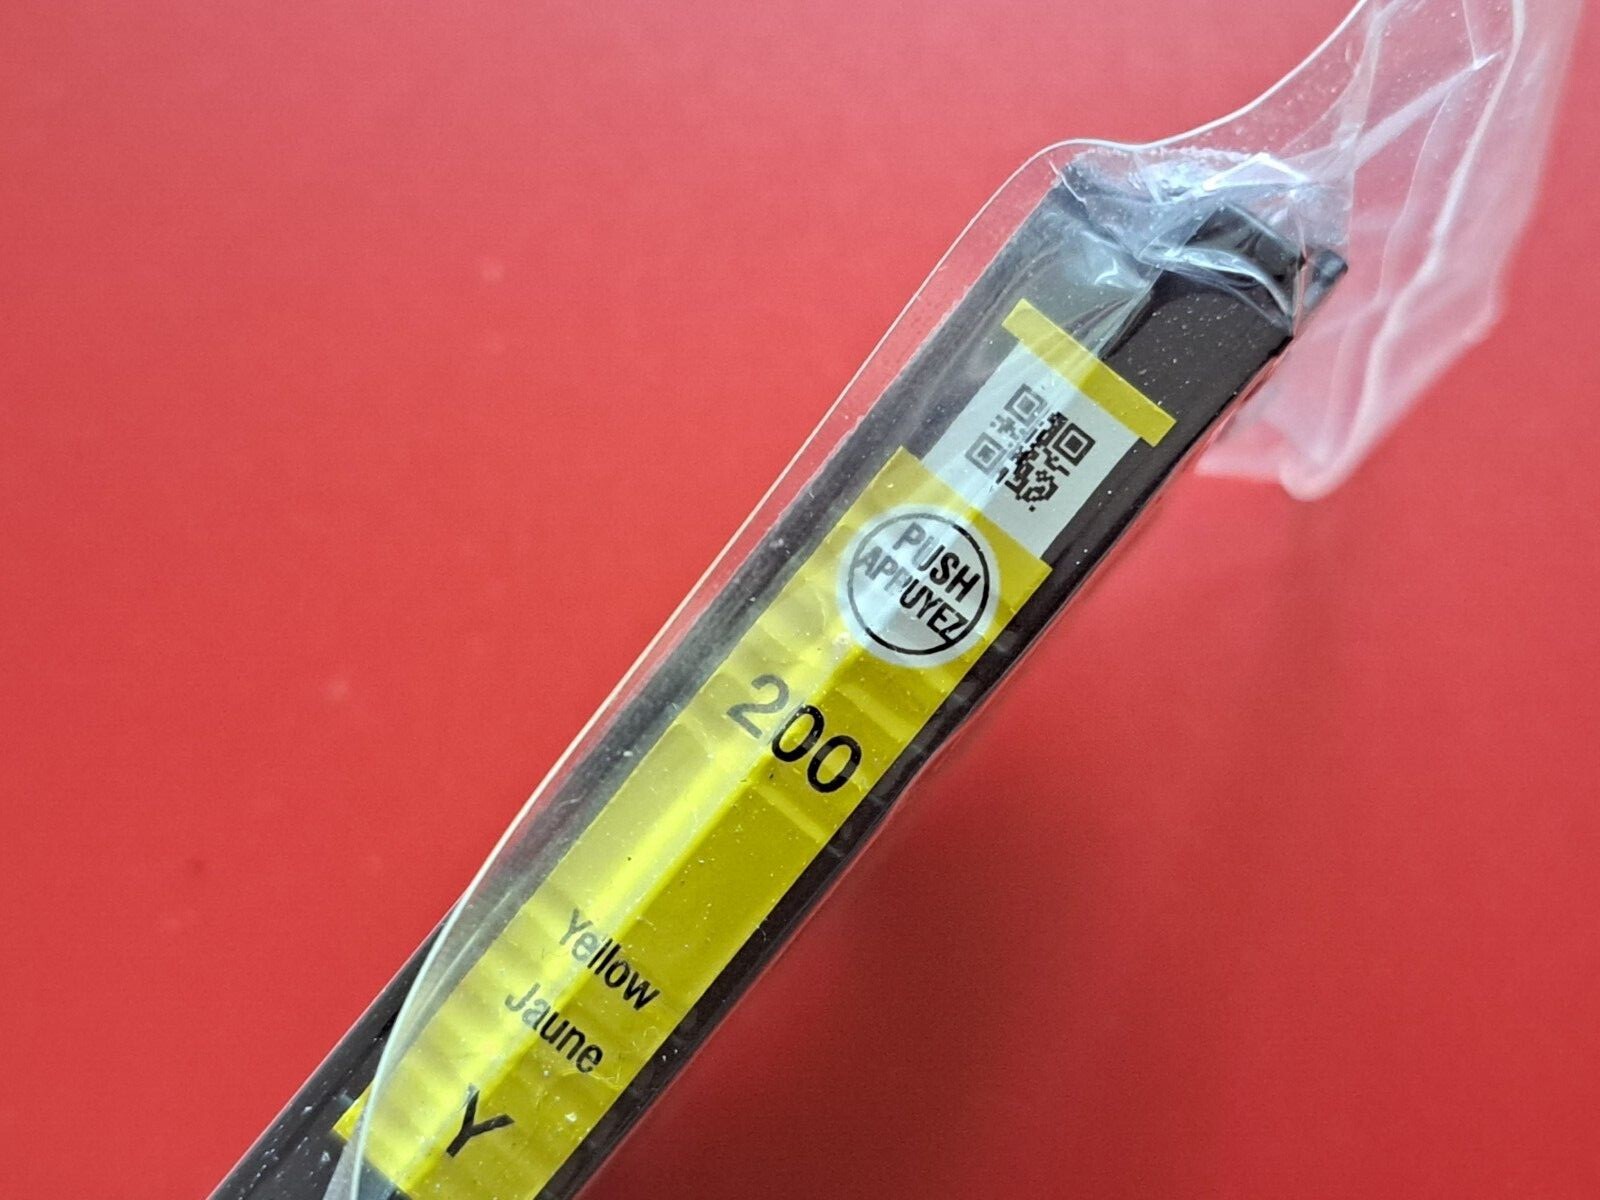 PUSH
APPUYEZ
200
Yellow
Jaune
Y